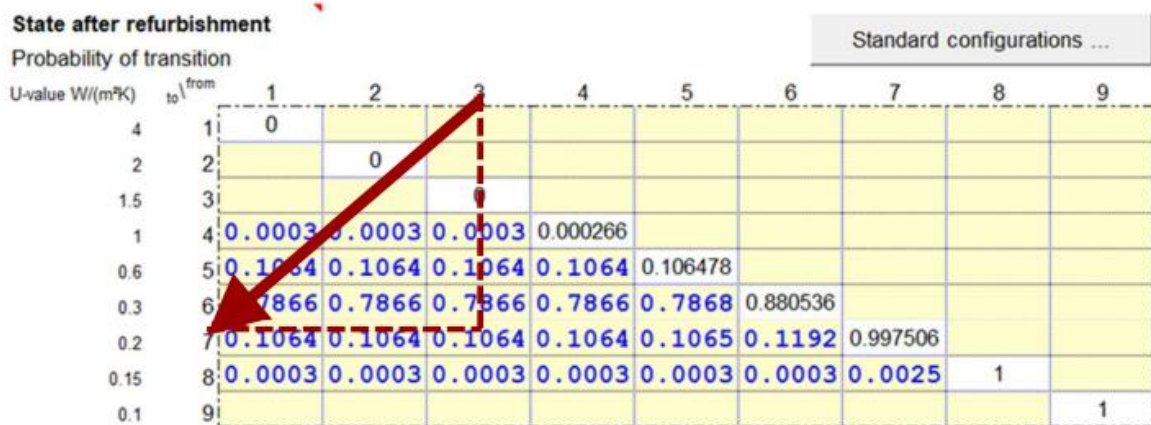 State after refurbishment
Standard configurations ...
Probability of transition
U-value W/(m²K) to\from 1 2 3 4 5 6 7 8 9
4 1 0
2 2 0
1.5 3 0
1 4 0.0003 0.0003 0.0003 0.000266
0.6 5 0.1064 0.1064 0.1064 0.1064 0.106478
0.3 6 7866 0.7866 0.7866 0.7866 0.7868 0.880536
0.2 7 0.1064 0.1064 0.1064 0.1064 0.1065 0.1192 0.997506
0.15 8 0.0003 0.0003 0.0003 0.0003 0.0003 0.0003 0.0025 1
0.1 9 1